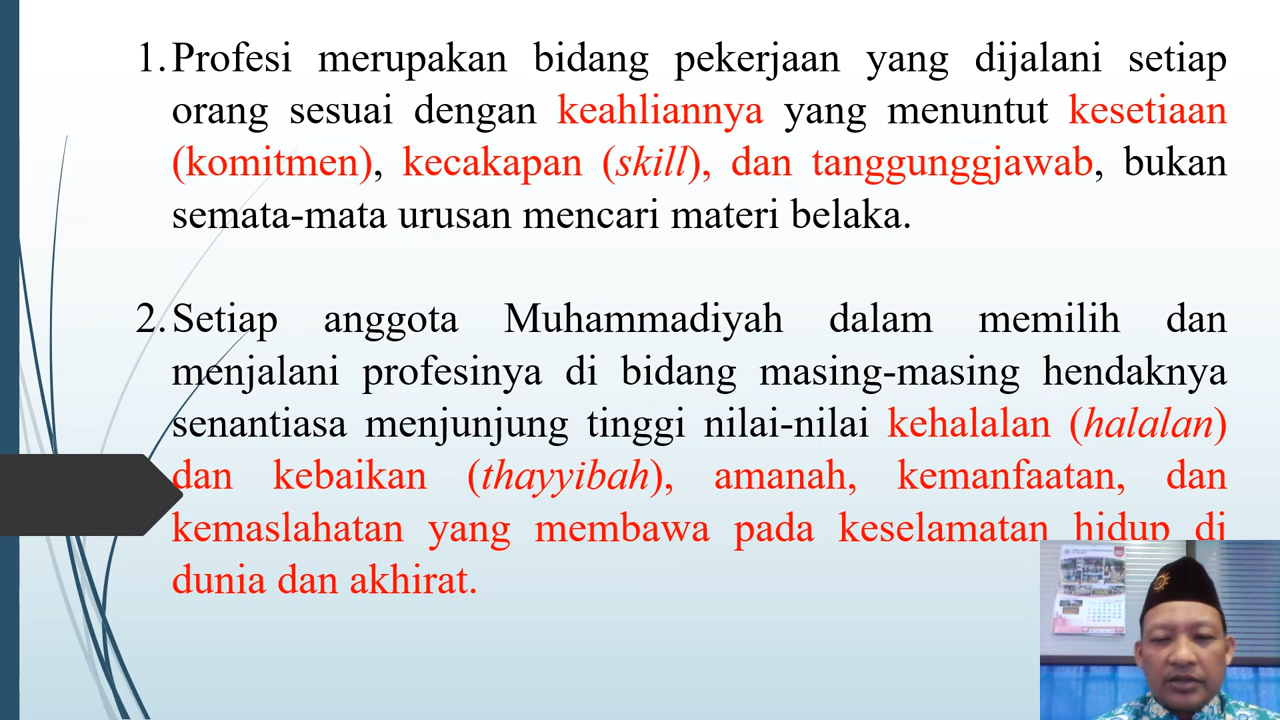 1. Profesi merupakan bidang pekerjaan yang dijalani setiap
orang sesuai dengan keahliannya yang menuntut kesetiaan
(komitmen), kecakapan (skill), dan tanggunggjawab, bukan
semata-mata urusan mencari materi belaka.
2. Setiap anggota Muhammadiyah dalam memilih dan
menjalani profesinya di bidang masing-masing hendaknya
senantiasa menjunjung tinggi nilai-nilai kehalalan (halalan)
dan kebaikan (thayyibah), amanah, kemanfaatan, dan
kemaslahatan yang membawa pada keselamatan hidup di
dunia dan akhirat.